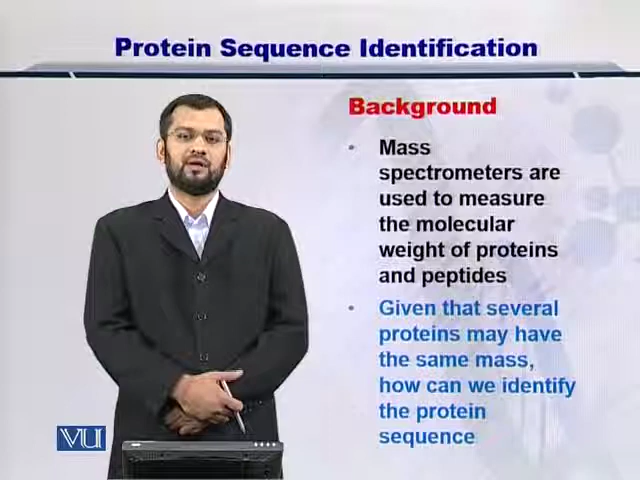 Protein Sequence Identification
Background
• Mass
spectrometers are
used to measure
the molecular
weight of proteins
and peptides
• Given that several
proteins may have
the same mass,
how can we identify
the protein
sequence
VU